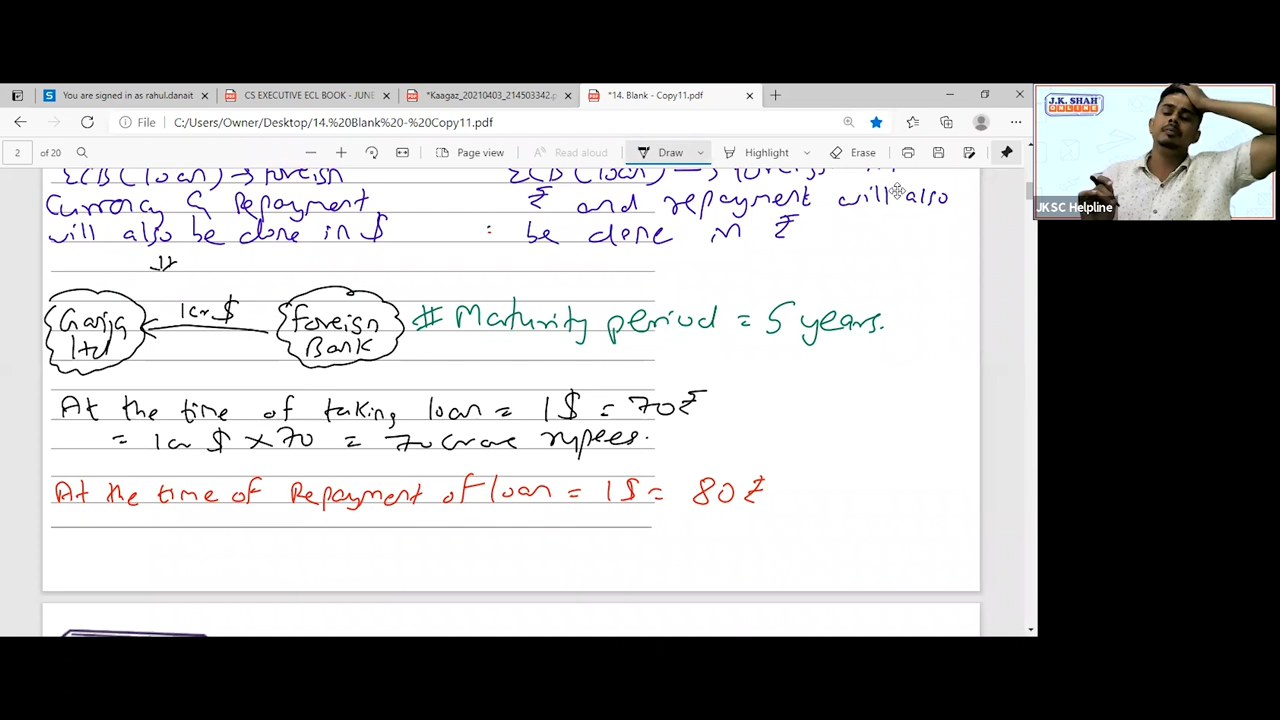 You are signed in as rahul.danait
CS EXECUTIVE ECL BOOK - JUNE
*Kaagaz_20210403_214503342.p
*14. Blank - Copy11.pdf
File C:/Users/Owner/Desktop/14.%20Blank%20-%20Copy11.pdf
2 of 20 Page view Read aloud Draw Highlight Erase
J.K. SHAH
ONLINE
JKSC Helpline
ECB (loan) → foreign
Currency & Repayment
will also be done in $
ECB (loan) → foreign in
₹ and repayment will also
: be done in ₹
Ganja
ltd
1cr $
Foreign
Bank
# Maturity period = 5 years.
At the time of taking loan = 1$ = 70₹
= 1cr $ × 70 = 70 crore rupees.
At the time of Repayment of loan = 1$ = 80₹